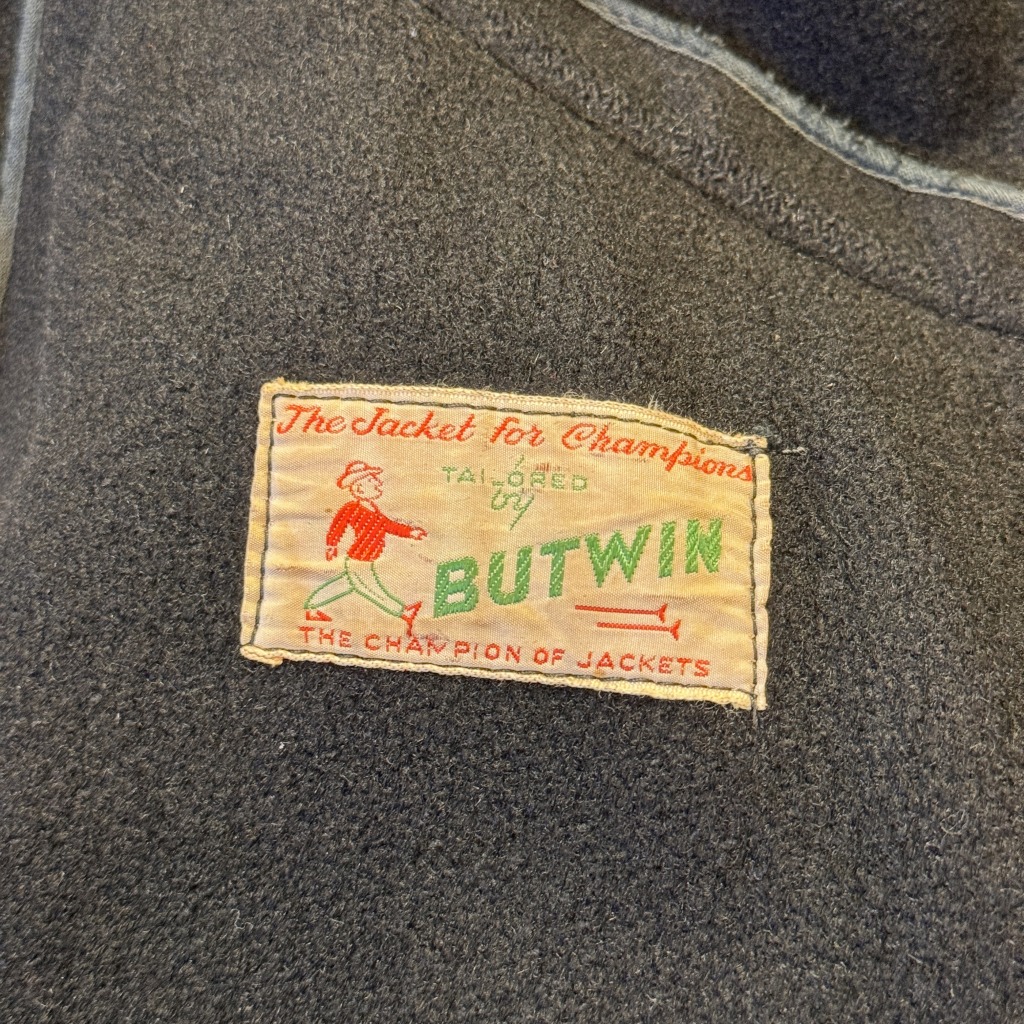 The Jacket for Champions
TAILORED
by
BUTWIN
THE CHAMPION OF JACKETS